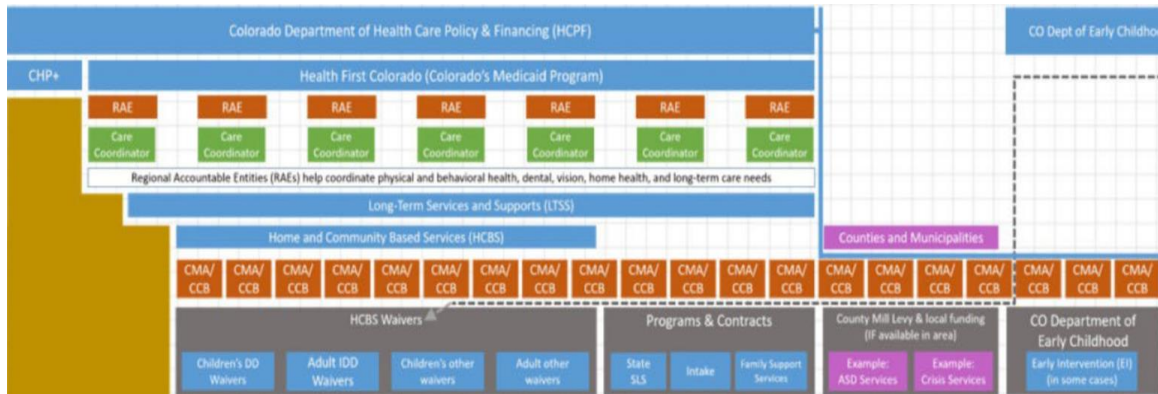 Colorado Department of Health Care Policy & Financing (HCPF)
CO Dept of Early Childhoo
CHP+
Health First Colorado (Colorado's Medicaid Program)
RAE RAE RAE RAE RAE RAE RAE
Care Care Care Care Care Care Care
Coordinator Coordinator Coordinator Coordinator Coordinator Coordinator Coordinator
Regional Accountable Entities (RAEs) help coordinate physical and behavioral health, dental, vision, home health, and long-term care needs
Long-Term Services and Supports (LTSS)
Home and Community Based Services (HCBS)
Counties and Municipalities
CMA/ CMA/ CMA/ CMA/ CMA/ CMA/ CMA/ CMA/ CMA/ CMA/ CMA/ CMA/ CMA/ CMA/ CMA/ CMA/ CMA/ CMA/ CMA/ CMA/
CCB CCB CCB CCB CCB CCB CCB CCB CCB CCB CCB CCB CCB CCB CCB CCB CCB CCB CCB CCB
HCBS Waivers
Children's DD
Waivers
Adult IDD
Waivers
Children's other
waivers
Adult other
waivers
Programs & Contracts
State
SLS
Intake
Family Support
Services
County Mill Levy & local funding
(IF available in area)
Example:
ASD Services
Example:
Crisis Services
CO Department of
Early Childhood
Early Intervention (EI)
(in some cases)